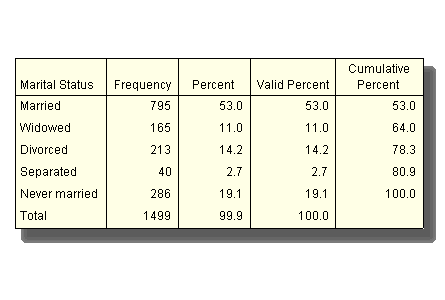 Marital Status Frequency Percent Valid Percent Cumulative Percent
Married 795 53.0 53.0 53.0
Widowed 165 11.0 11.0 64.0
Divorced 213 14.2 14.2 78.3
Separated 40 2.7 2.7 80.9
Never married 286 19.1 19.1 100.0
Total 1499 99.9 100.0